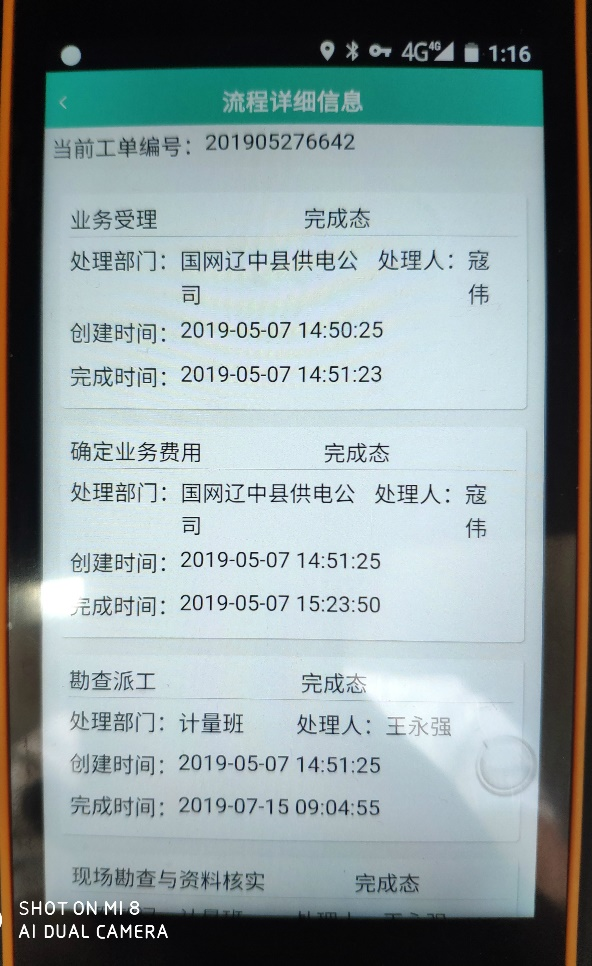 4G 4G 1:16
流程详细信息
当前工单编号：201905276642
业务受理 完成态
处理部门：国网辽中县供电公 处理人：寇
司 伟
创建时间：2019-05-07 14:50:25
完成时间：2019-05-07 14:51:23
确定业务费用 完成态
处理部门：国网辽中县供电公 处理人：寇
司 伟
创建时间：2019-05-07 14:51:25
完成时间：2019-05-07 15:23:50
勘查派工 完成态
处理部门：计量班 处理人：王永强
创建时间：2019-05-07 14:51:25
完成时间：2019-07-15 09:04:55
现场勘查与资料核实 完成态
SHOT ON MI 8
AI DUAL CAMERA